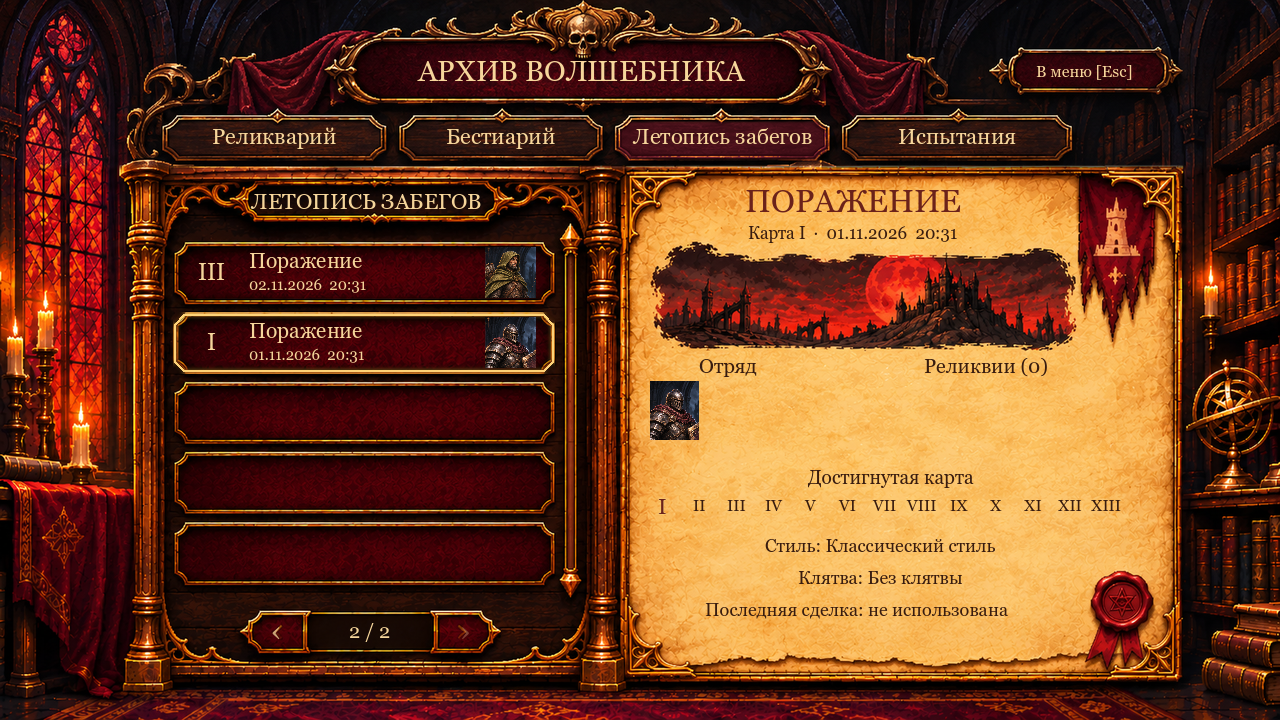 АРХИВ ВОЛШЕБНИКА
В меню [Esc]
Реликварий
Бестиарий
Летопись забегов
Испытания
ЛЕТОПИСЬ ЗАБЕГОВ
III
Поражение
02.11.2026 20:31
I
Поражение
01.11.2026 20:31
‹ 2 / 2 ›
ПОРАЖЕНИЕ
Карта I · 01.11.2026 20:31
Отряд
Реликвии (0)
Достигнутая карта
I II III IV V VI VII VIII IX X XI XII XIII
Стиль: Классический стиль
Клятва: Без клятвы
Последняя сделка: не использована